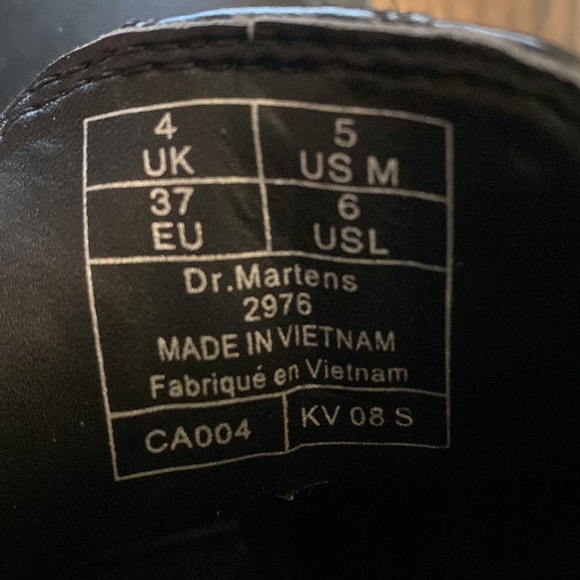 4 UK
5 US M
37 EU
6 USL
Dr.Martens
2976
MADE IN VIETNAM
Fabriqué en Vietnam
CA004
KV 08 S